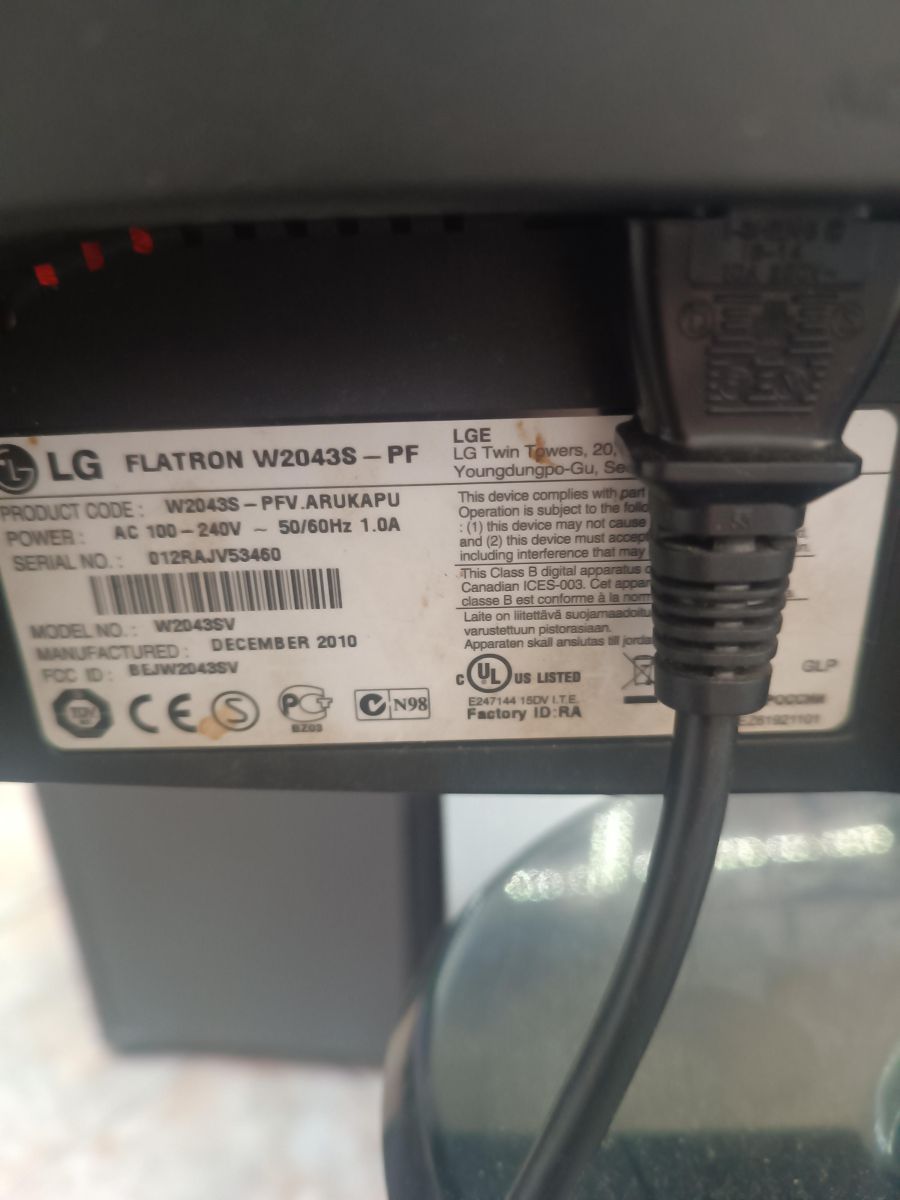 LG FLATRON W2043S-PF
PRODUCT CODE : W2043S-PFV.ARUKAPU
POWER : AC 100-240V ~ 50/60Hz 1.0A
SERIAL NO. : 012RAJV53460
MODEL NO. : W2043SV
MANUFACTURED : DECEMBER 2010
FCC ID : BEJW2043SV
TÜV
CE
S
PCT
BZ03
C N98
LGE
LG Twin Towers, 20,
Youngdungpo-Gu, Se
This device complies with part
Operation is subject to the follo
: (1) this device may not cause
and (2) this device must accept
including interference that may
This Class B digital apparatus
Canadian ICES-003. Cet appar
classe B est conforme à la norm
Laite on liitettävä suojamaadoitu
varustettuun pistorasiaan.
Apparaten skall anslutas till jorda
C UL US LISTED
E247144 15DV I.T.E.
Factory ID:RA
GLP